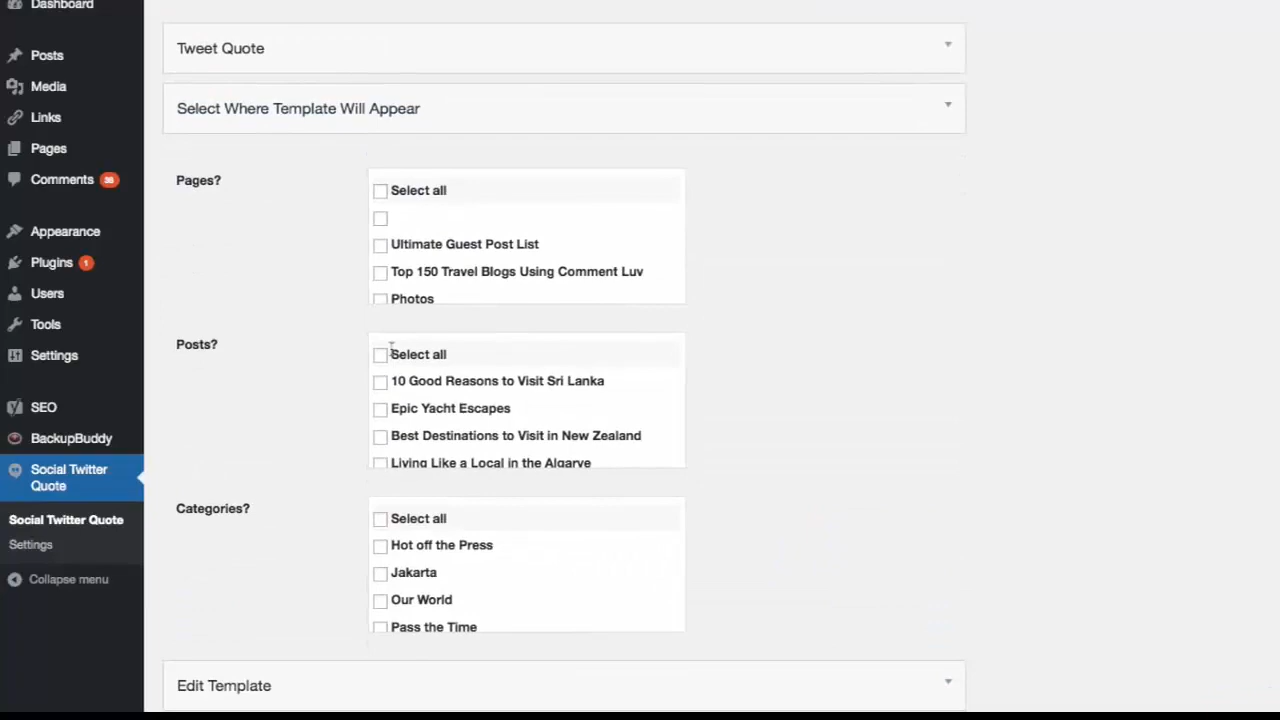 Dashboard
Posts
Media
Links
Pages
Comments 36
Appearance
Plugins 1
Users
Tools
Settings
SEO
BackupBuddy
Social Twitter
Quote
Social Twitter Quote
Settings
Collapse menu
Tweet Quote
Select Where Template Will Appear
Pages?
Select all
Ultimate Guest Post List
Top 150 Travel Blogs Using Comment Luv
Photos
Posts?
Select all
10 Good Reasons to Visit Sri Lanka
Epic Yacht Escapes
Best Destinations to Visit in New Zealand
Living Like a Local in the Algarve
Categories?
Select all
Hot off the Press
Jakarta
Our World
Pass the Time
Edit Template